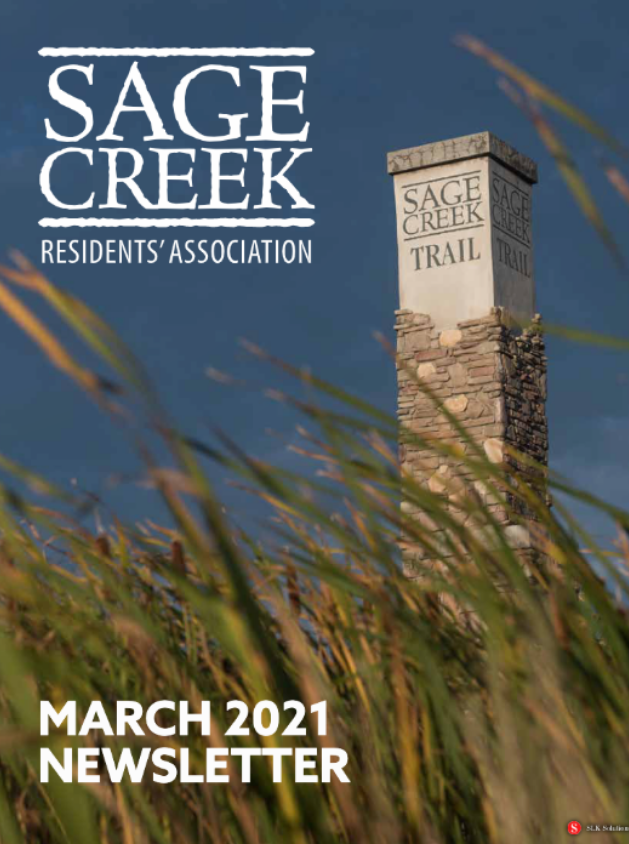 SAGE
CREEK
RESIDENTS' ASSOCIATION
SAGE
CREEK
TRAIL
SAGE
CREEK
TRAIL
MARCH 2021
NEWSLETTER
S